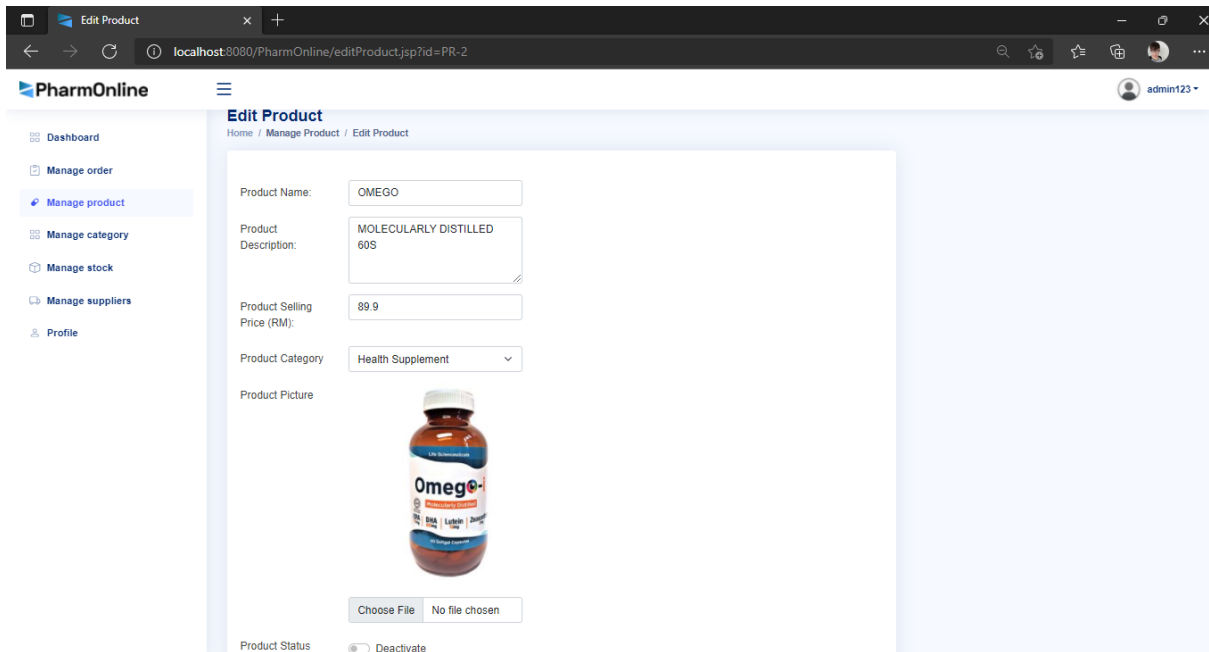 Edit Product
localhost:8080/PharmOnline/editProduct.jsp?id=PR-2
PharmOnline
admin123
Dashboard
Manage order
Manage product
Manage category
Manage stock
Manage suppliers
Profile
Edit Product
Home / Manage Product / Edit Product
Product Name:
OMEGO
Product
Description:
MOLECULARLY DISTILLED
60S
Product Selling
Price (RM):
89.9
Product Category
Health Supplement
Product Picture
Omego-i
Molecularly Distilled
DHA
Lutein
Choose File
No file chosen
Product Status
Deactivate